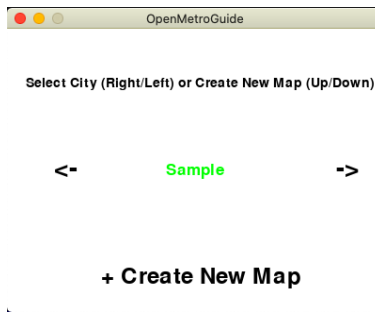 OpenMetroGuide
Select City (Right/Left) or Create New Map (Up/Down)
<- Sample ->
+ Create New Map